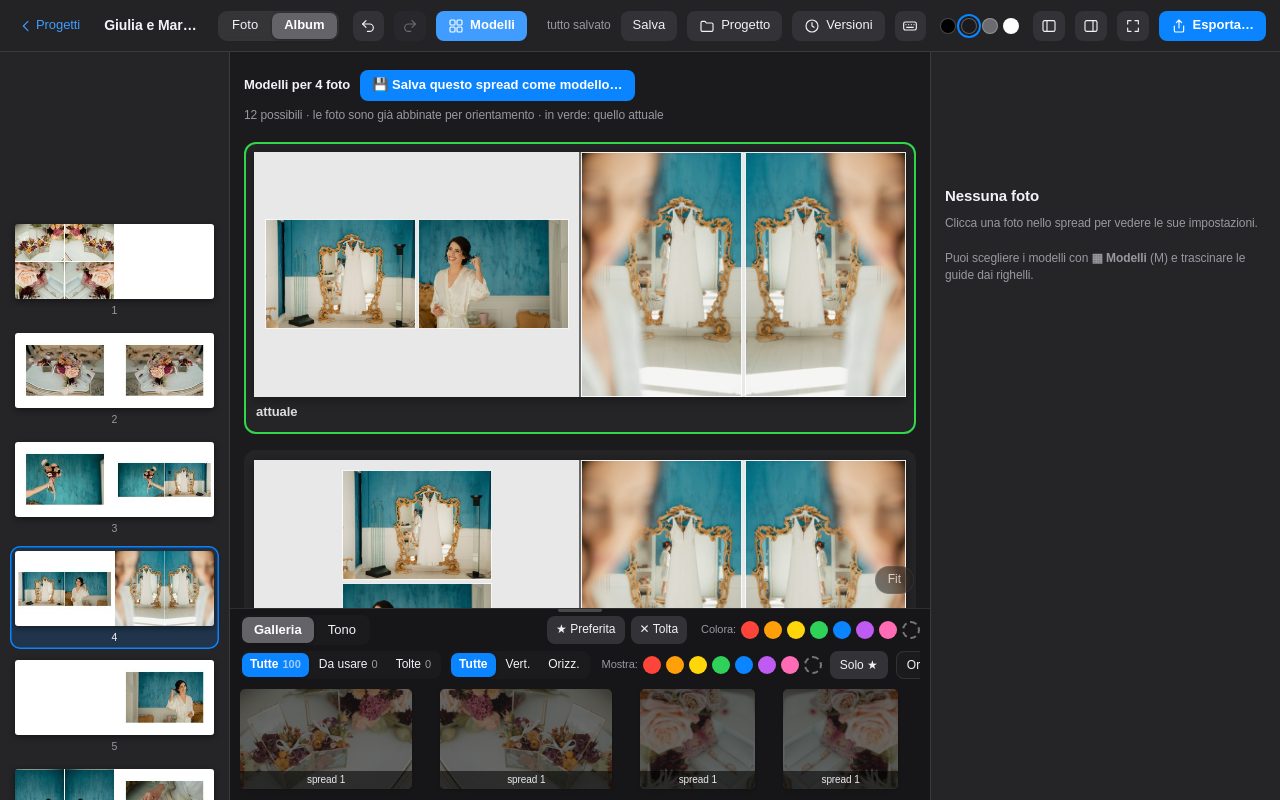 Progetti
Giulia e Mar…
Foto
Album
Modelli
tutto salvato
Salva
Progetto
Versioni
Esporta…
Modelli per 4 foto
💾 Salva questo spread come modello…
12 possibili · le foto sono già abbinate per orientamento · in verde: quello attuale
attuale
Fit
1
2
3
4
5
Nessuna foto
Clicca una foto nello spread per vedere le sue impostazioni.
Puoi scegliere i modelli con ▦ Modelli (M) e trascinare le
guide dai righelli.
Galleria
Tono
★ Preferita
✕ Tolta
Colora:
Tutte 100
Da usare 0
Tolte 0
Tutte
Vert.
Orizz.
Mostra:
Solo ★
Or
spread 1
spread 1
spread 1
spread 1